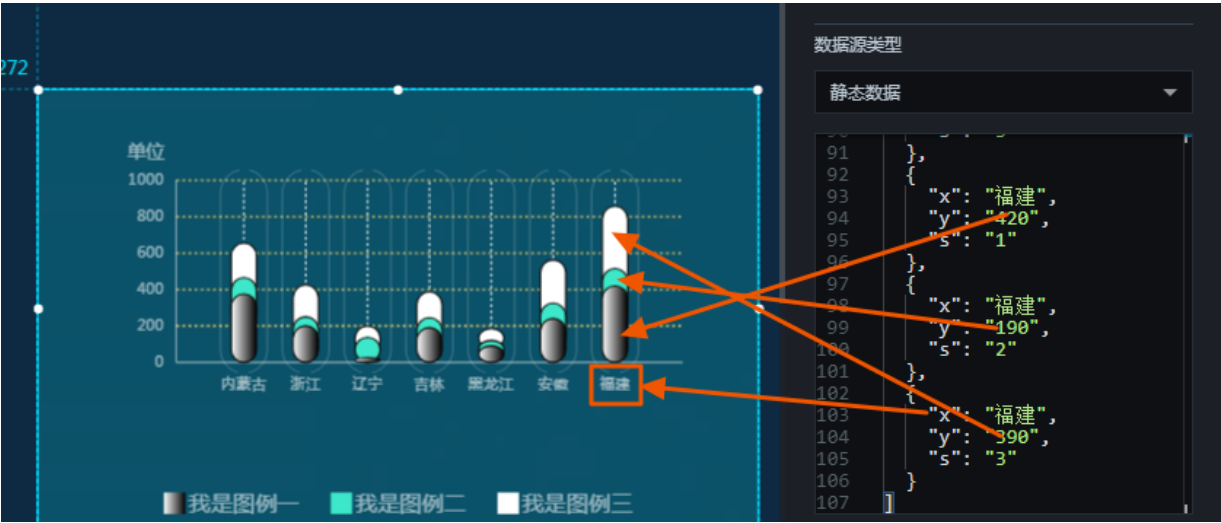 272
单位
1000
800
600
400
200
0
内蒙古 浙江 辽宁 吉林 黑龙江 安徽 福建
我是图例一 我是图例二 我是图例三
数据源类型
静态数据
91 },
92 {
93 "x": "福建",
94 "y": "420",
95 "s": "1"
96 },
97 {
98 "x": "福建",
99 "y": "190",
100 "s": "2"
101 },
102 {
103 "x": "福建",
104 "y": "390",
105 "s": "3"
106 }
107 ]